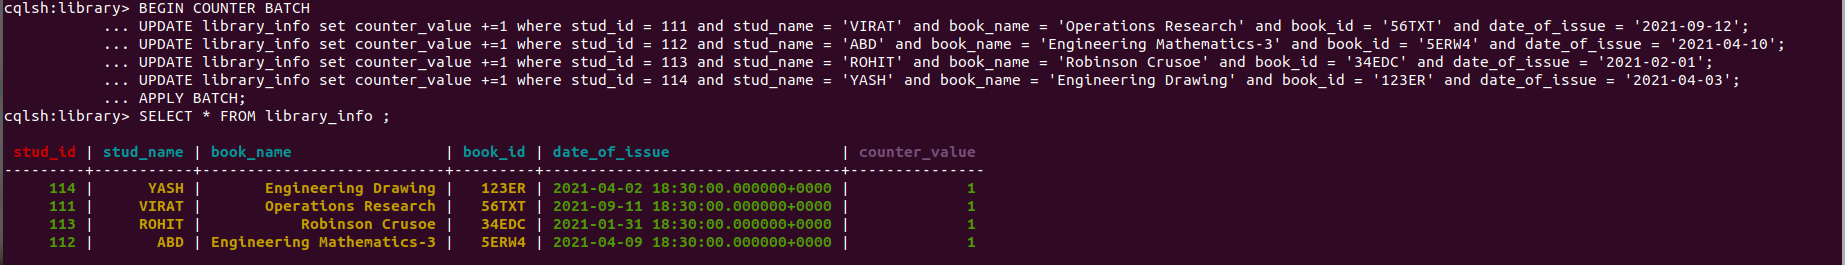 cqlsh:library> BEGIN COUNTER BATCH
... UPDATE library_info set counter_value +=1 where stud_id = 111 and stud_name = 'VIRAT' and book_name = 'Operations Research' and book_id = '56TXT' and date_of_issue = '2021-09-12';
... UPDATE library_info set counter_value +=1 where stud_id = 112 and stud_name = 'ABD' and book_name = 'Engineering Mathematics-3' and book_id = '5ERW4' and date_of_issue = '2021-04-10';
... UPDATE library_info set counter_value +=1 where stud_id = 113 and stud_name = 'ROHIT' and book_name = 'Robinson Crusoe' and book_id = '34EDC' and date_of_issue = '2021-02-01';
... UPDATE library_info set counter_value +=1 where stud_id = 114 and stud_name = 'YASH' and book_name = 'Engineering Drawing' and book_id = '123ER' and date_of_issue = '2021-04-03';
... APPLY BATCH;
cqlsh:library> SELECT * FROM library_info ;
stud_id | stud_name | book_name | book_id | date_of_issue | counter_value
---------+-----------+---------------------------+---------+---------------------------------+---------------
114 | YASH | Engineering Drawing | 123ER | 2021-04-02 18:30:00.000000+0000 | 1
111 | VIRAT | Operations Research | 56TXT | 2021-09-11 18:30:00.000000+0000 | 1
113 | ROHIT | Robinson Crusoe | 34EDC | 2021-01-31 18:30:00.000000+0000 | 1
112 | ABD | Engineering Mathematics-3 | 5ERW4 | 2021-04-09 18:30:00.000000+0000 | 1